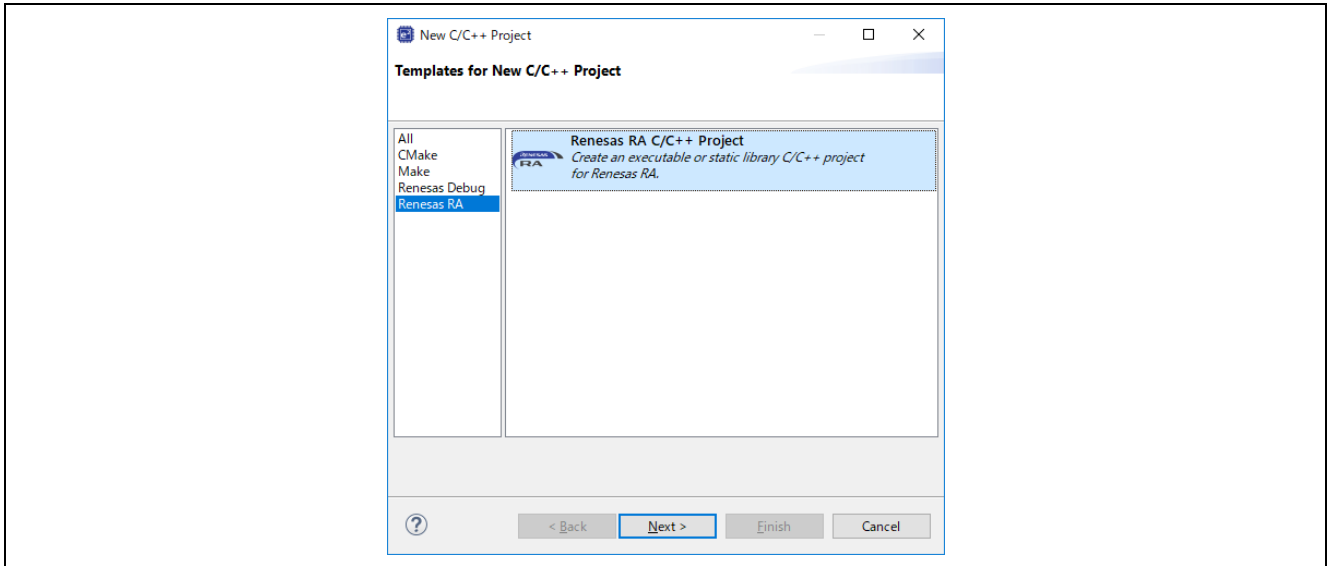 New C/C++ Project
Templates for New C/C++ Project
All
CMake
Make
Renesas Debug
Renesas RA
RENESAS
RA
Renesas RA C/C++ Project
Create an executable or static library C/C++ project
for Renesas RA.
?
< Back
Next >
Finish
Cancel